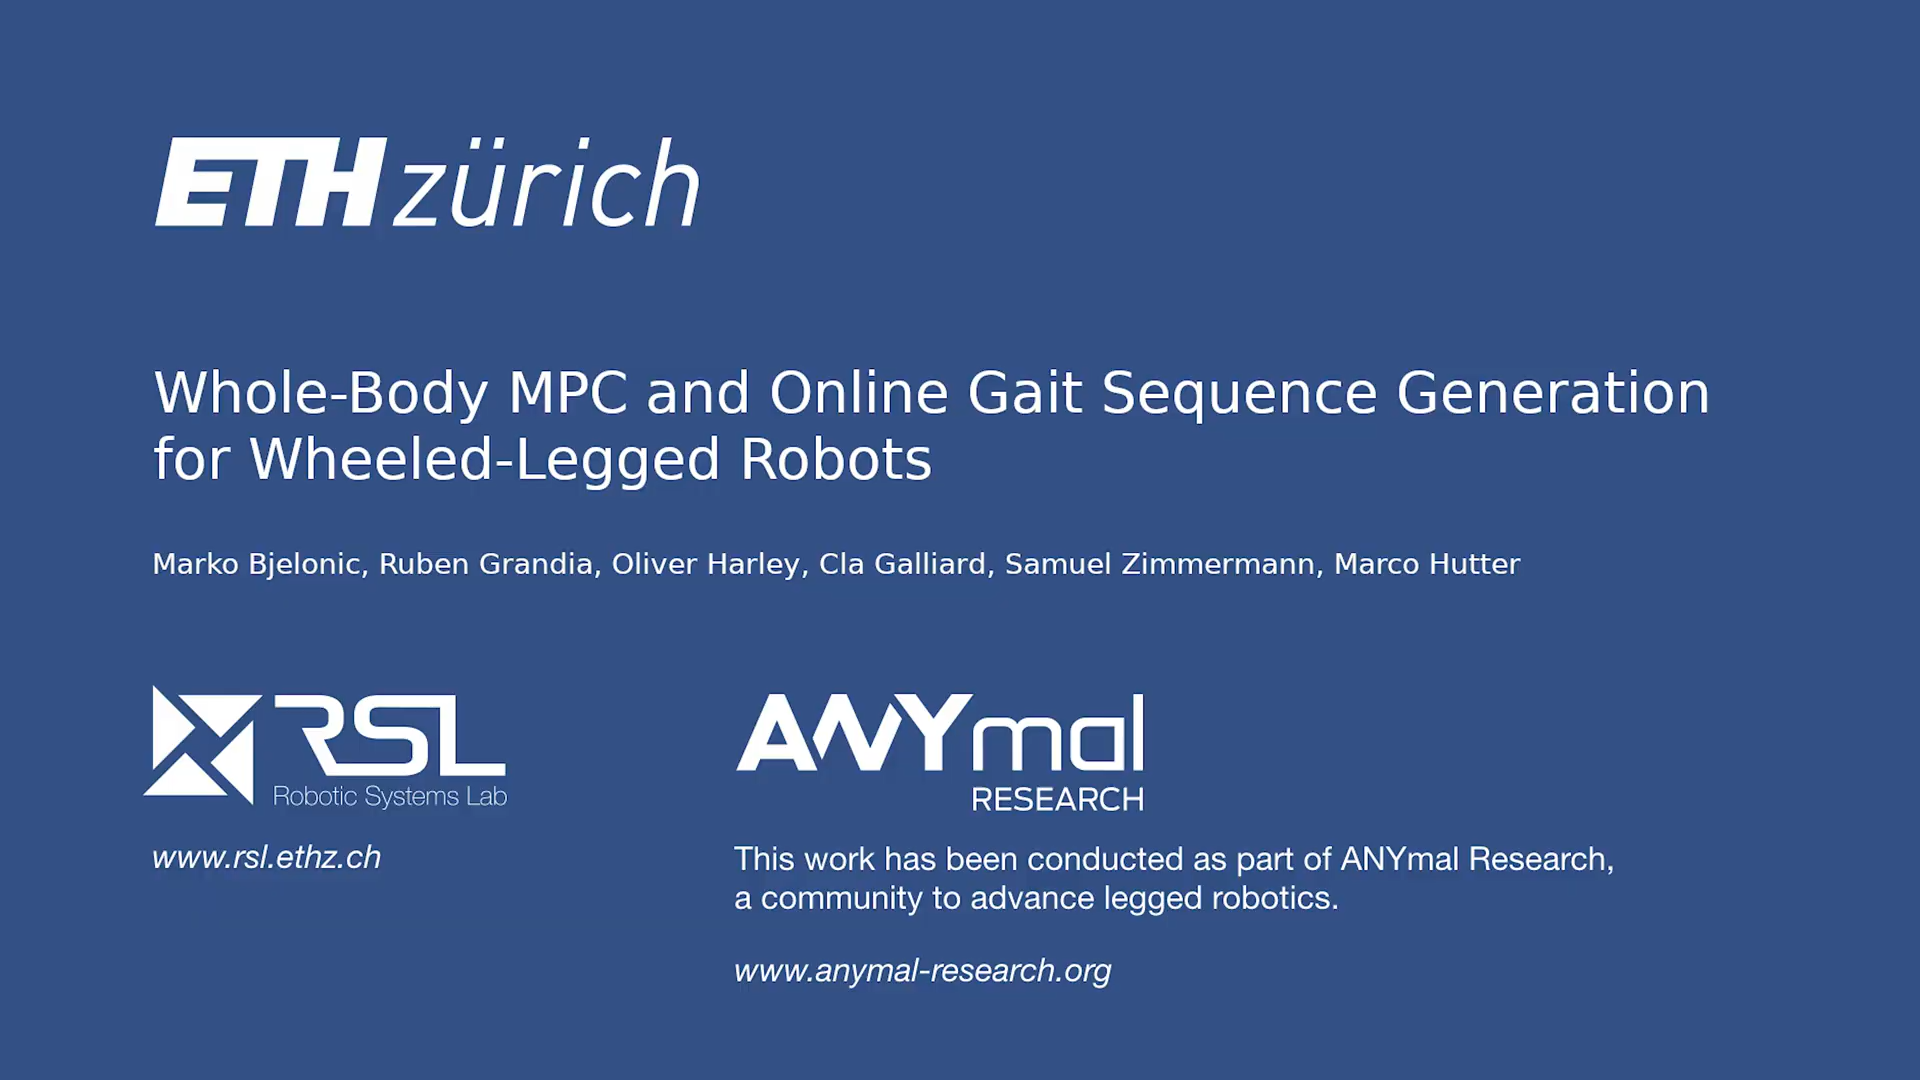 ETH zürich
Whole-Body MPC and Online Gait Sequence Generation
for Wheeled-Legged Robots
Marko Bjelonic, Ruben Grandia, Oliver Harley, Cla Galliard, Samuel Zimmermann, Marco Hutter
RSL
Robotic Systems Lab
www.rsl.ethz.ch
ANYmal
RESEARCH
This work has been conducted as part of ANYmal Research,
a community to advance legged robotics.
www.anymal-research.org